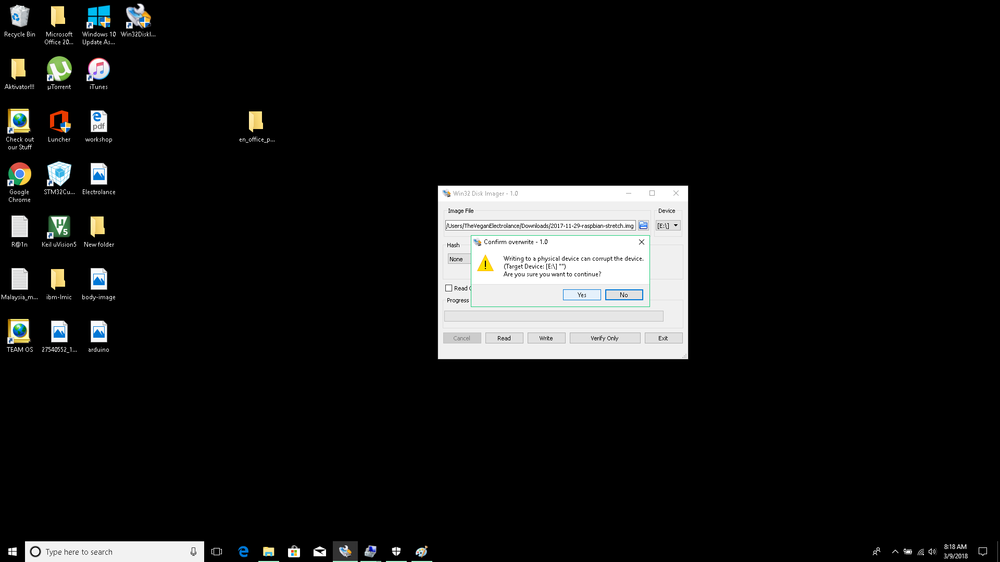 Recycle Bin
Microsoft
Office 20...
Windows 10
Update As...
Win32DiskI...
Aktivator!!!
µTorrent
iTunes
Check out
our Stuff
Luncher
pdf
workshop
en_office_p...
Google
Chrome
STM32Cu...
Electrolance
R@1n
Keil uVision5
New folder
Malaysia_m...
ibm-lmic
body-image
TEAM OS
27540552_1...
arduino
Win32 Disk Imager - 1.0
Image File
Device
/Users/TheVeganElectrolance/Downloads/2017-11-29-raspbian-stretch.img
[E:\]
Hash
None
Confirm overwrite - 1.0
Writing to a physical device can corrupt the device.
(Target Device: [E:\] "")
Are you sure you want to continue?
Yes
No
Read
Progress
Cancel
Read
Write
Verify Only
Exit
Type here to search
8:18 AM
3/9/2018